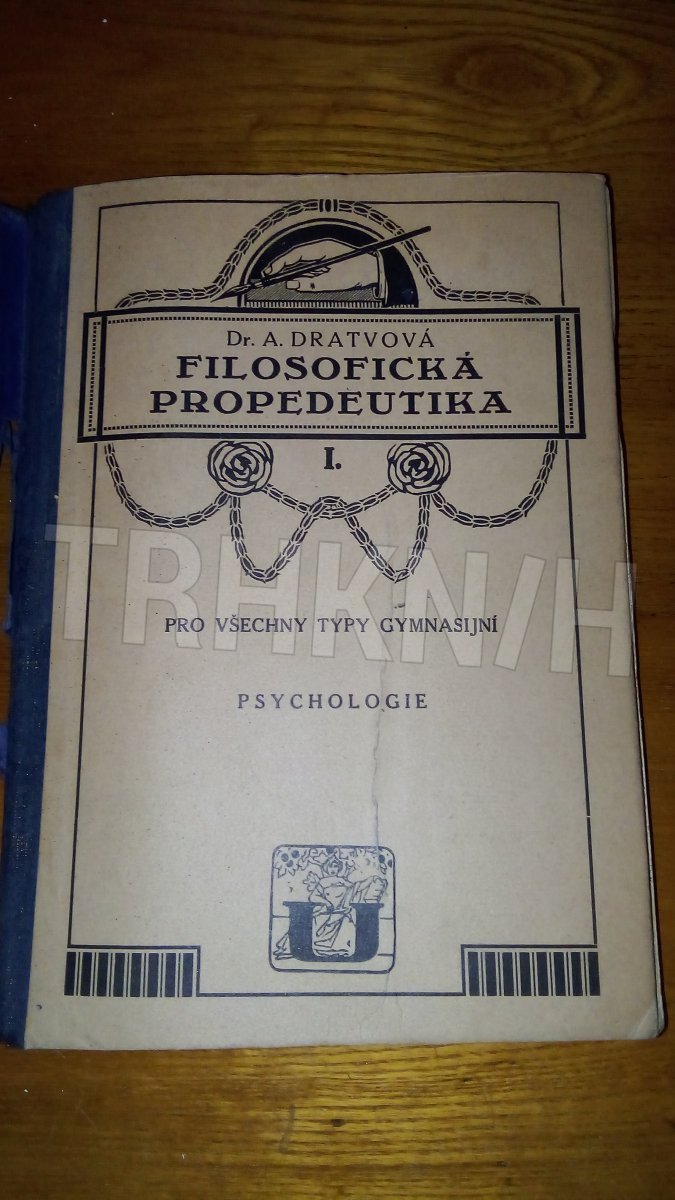 Dr. A. DRATVOVÁ
FILOSOFICKÁ
PROPEDEUTIKA
I.
TRHKNIH
PRO VŠECHNY TYPY GYMNASIJNÍ
PSYCHOLOGIE
U